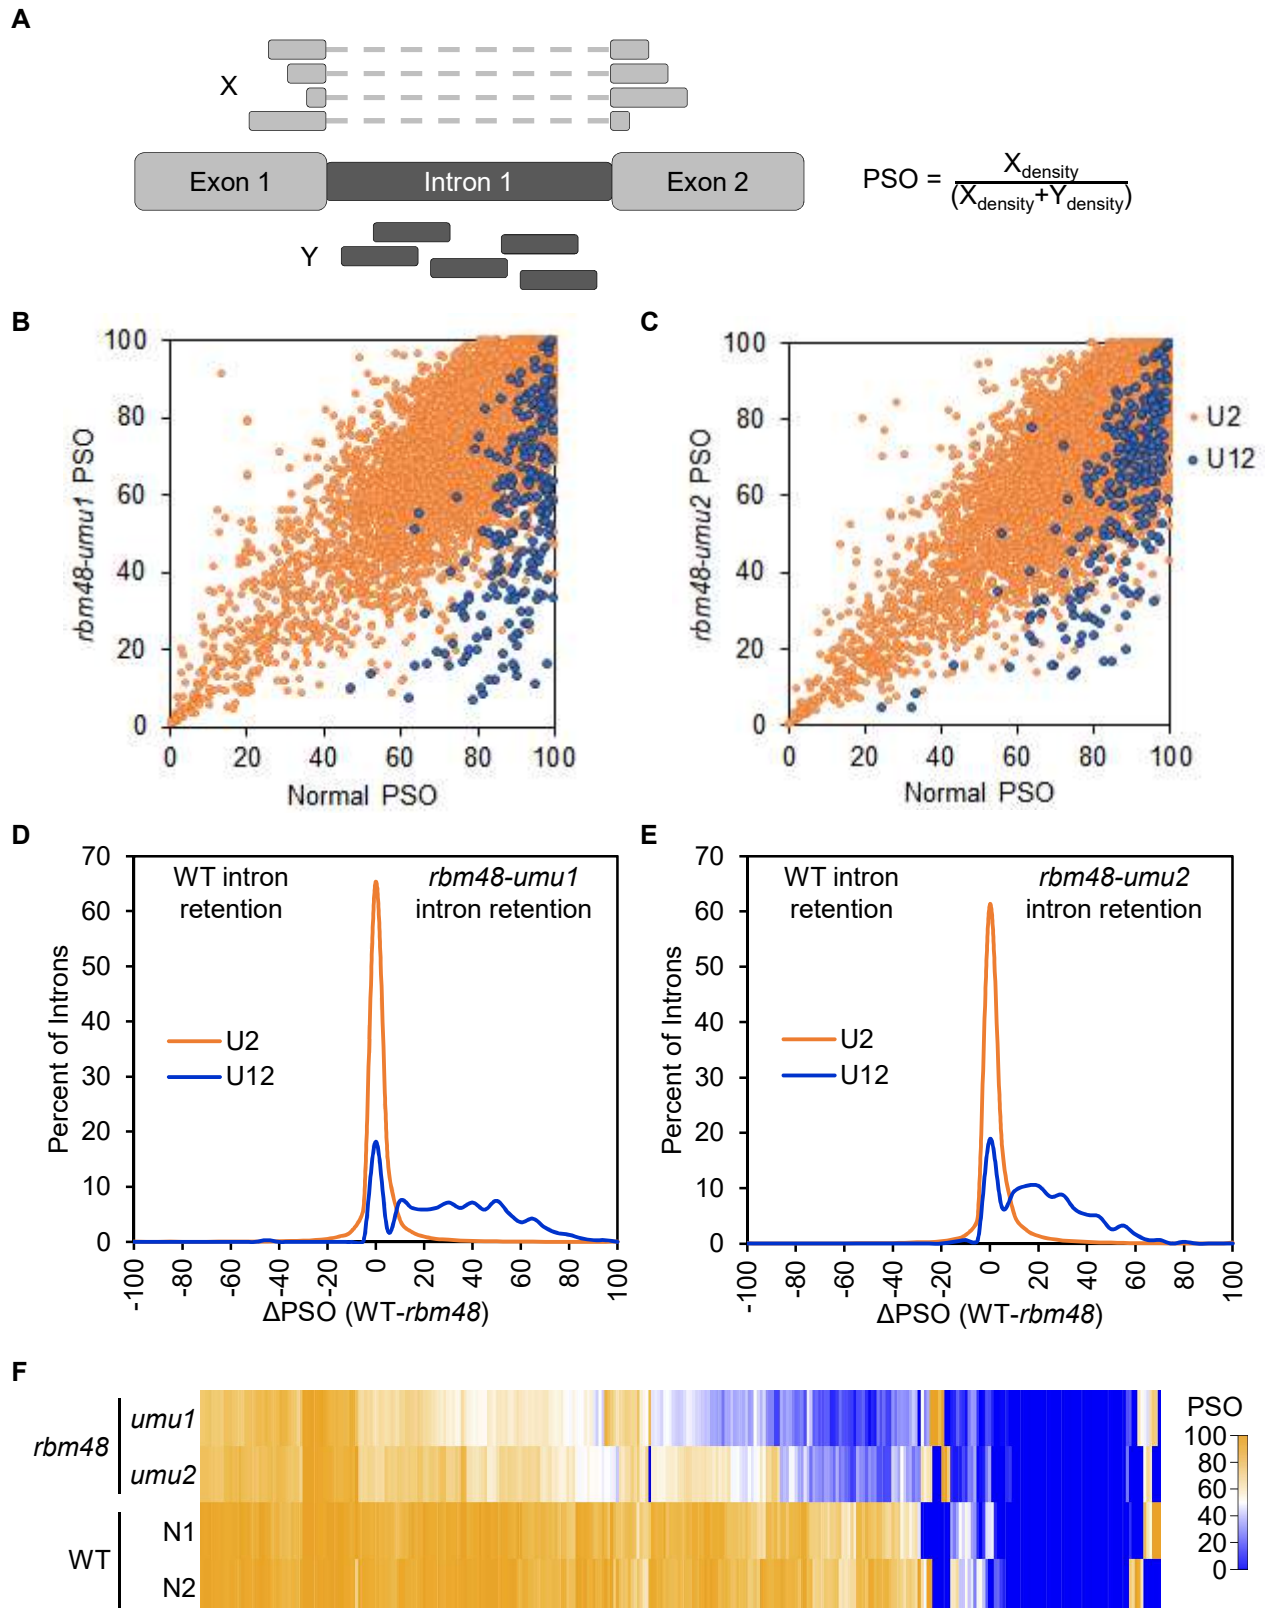 A
X
Exon 1 Intron 1 Exon 2
Y
PSO = Xdensity
(Xdensity+Ydensity)
B
100
80
60
40
20
0
0 20 40 60 80 100
rbm48-umu1 PSO
Normal PSO
C
100
80
60
40
20
0
0 20 40 60 80 100
rbm48-umu2 PSO
Normal PSO
U2
U12
D
70
60
50
40
30
20
10
0
Percent of Introns
WT intron
retention
rbm48-umu1
intron retention
U2
U12
-100 -80 -60 -40 -20 0 20 40 60 80 100
ΔPSO (WT-rbm48)
E
70
60
50
40
30
20
10
0
Percent of Introns
WT intron
retention
rbm48-umu2
intron retention
U2
U12
-100 -80 -60 -40 -20 0 20 40 60 80 100
ΔPSO (WT-rbm48)
F
rbm48
umu1
umu2
WT
N1
N2
PSO
100
80
60
40
20
0